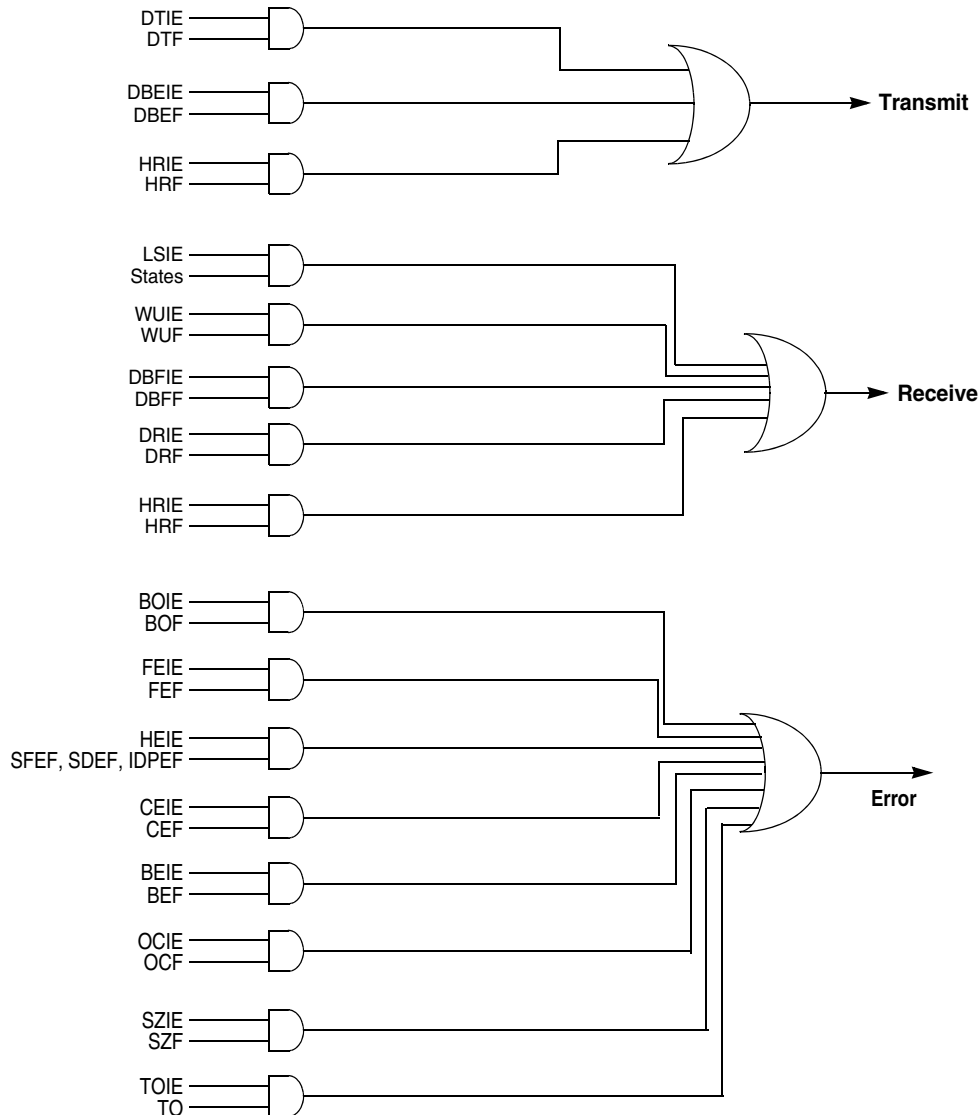 DTIE
DTF
DBEIE
DBEF
HRIE
HRF
Transmit
LSIE
States
WUIE
WUF
DBFIE
DBFF
DRIE
DRF
HRIE
HRF
Receive
BOIE
BOF
FEIE
FEF
HEIE
SFEF, SDEF, IDPEF
CEIE
CEF
BEIE
BEF
OCIE
OCF
SZIE
SZF
TOIE
TO
Error